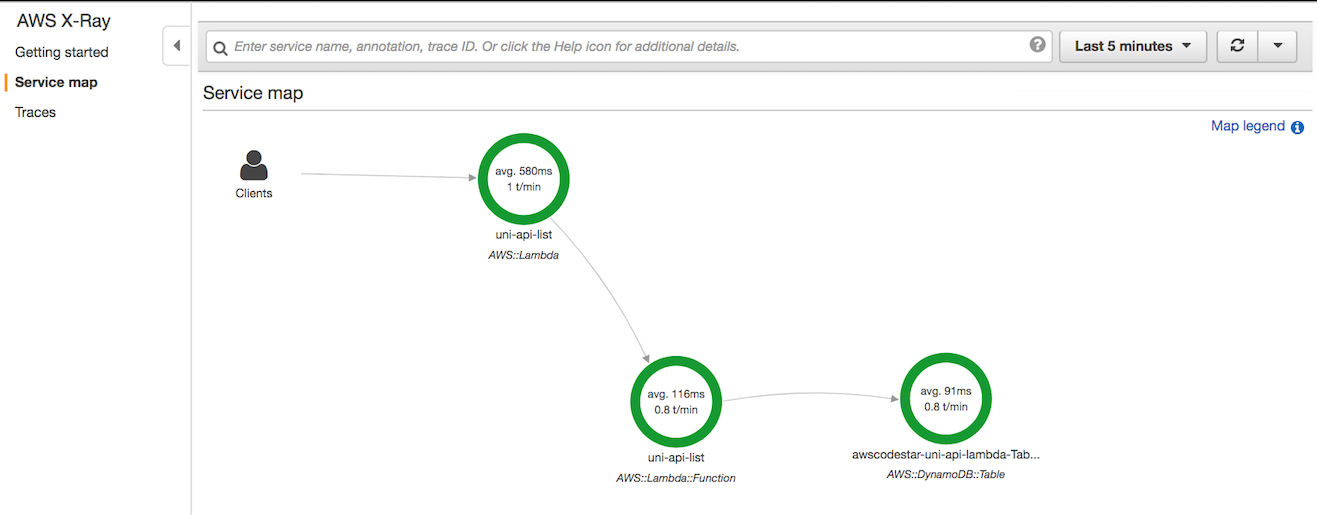 AWS X-Ray
Getting started
Service map
Traces
Enter service name, annotation, trace ID. Or click the Help icon for additional details.
?
Last 5 minutes
Service map
Map legend i
Clients
avg. 580ms
1 t/min
uni-api-list
AWS::Lambda
avg. 116ms
0.8 t/min
uni-api-list
AWS::Lambda::Function
avg. 91ms
0.8 t/min
awscodestar-uni-api-lambda-Tab...
AWS::DynamoDB::Table